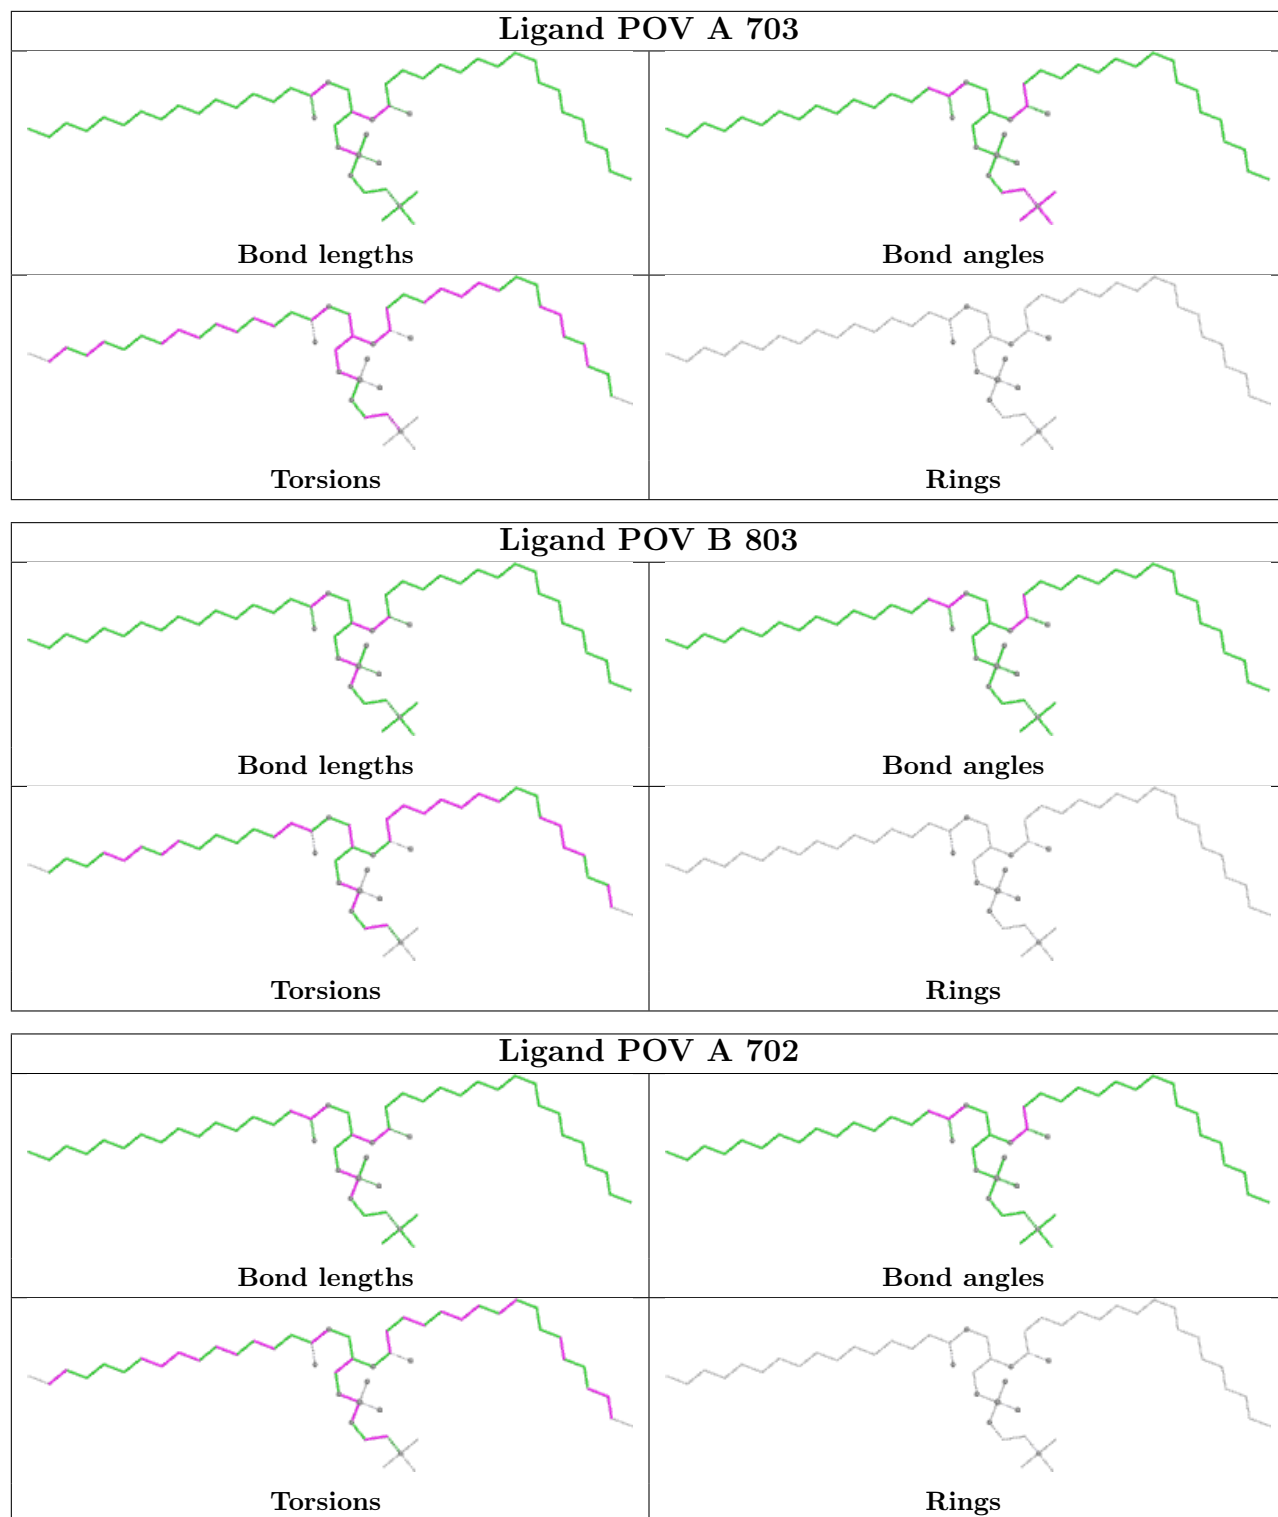 Ligand POV A 703
Bond lengths
Bond angles
Torsions
Rings
Ligand POV B 803
Bond lengths
Bond angles
Torsions
Rings
Ligand POV A 702
Bond lengths
Bond angles
Torsions
Rings